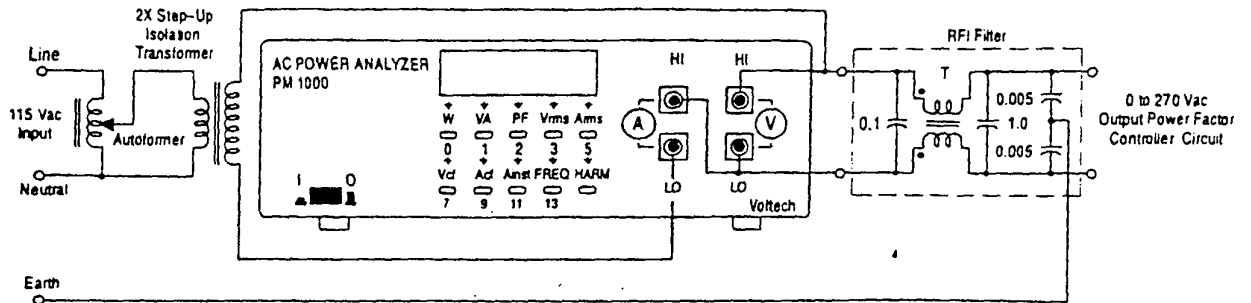 2X Step-Up
Isolation
Transformer
Line
115 Vac
Input
Autoformer
Neutral
Earth
AC POWER ANALYZER
PM 1000
W VA PF Vrms Arms
0 1 2 3 5
Vcf Acf Ainst FREQ HARM
7 9 11 13
I O
HI HI
A V
LO LO
Voltech
RFI Filter
T
0.1
1.0
0.005
0.005
0 to 270 Vac
Output Power Factor
Controller Circuit